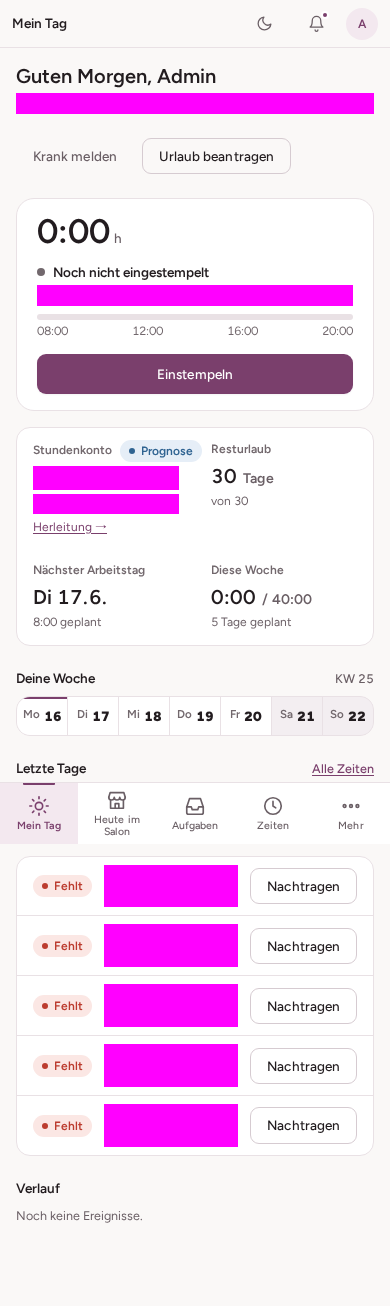 Mein Tag
A
Guten Morgen, Admin
Krank melden
Urlaub beantragen
0:00 h
Noch nicht eingestempelt
08:00 12:00 16:00 20:00
Einstempeln
Stundenkonto Prognose
Herleitung →
Resturlaub
30 Tage
von 30
Nächster Arbeitstag
Di 17.6.
8:00 geplant
Diese Woche
0:00 / 40:00
5 Tage geplant
Deine Woche KW 25
Mo 16 Di 17 Mi 18 Do 19 Fr 20 Sa 21 So 22
Letzte Tage Alle Zeiten
Mein Tag
Heute im
Salon
Aufgaben
Zeiten
Mehr
Fehlt Nachtragen
Fehlt Nachtragen
Fehlt Nachtragen
Fehlt Nachtragen
Fehlt Nachtragen
Verlauf
Noch keine Ereignisse.